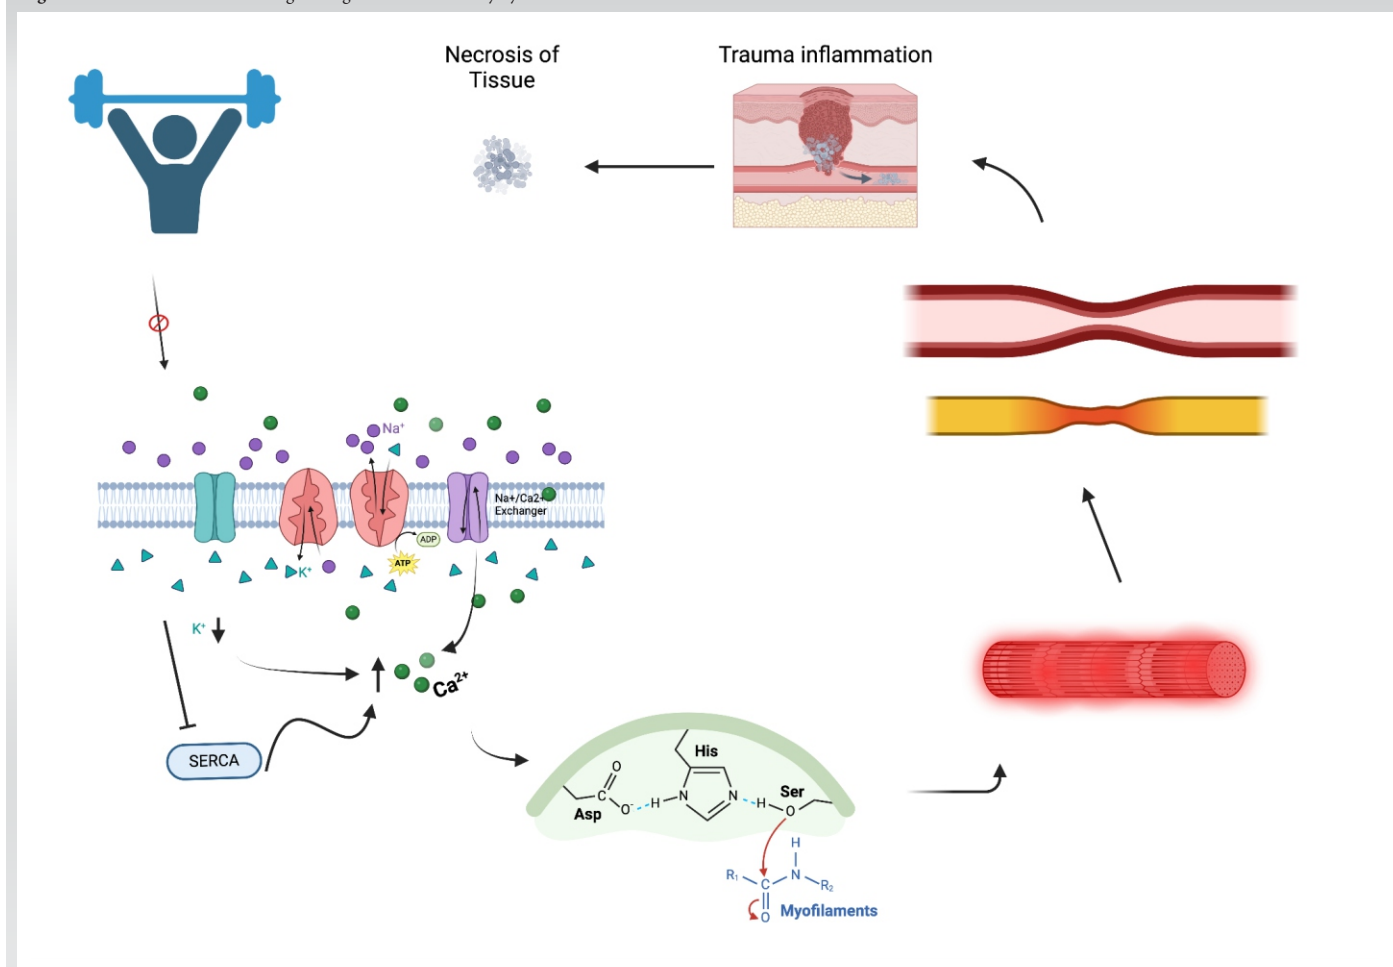 Necrosis of
Tissue
Trauma inflammation
Na⁺
Na+/Ca2+
Exchanger
ADP
ATP
K⁺
K⁺
Ca²⁺
SERCA
His
Asp
Ser
O
C
O⁻
H
N
N
H
O
H
R₁
C
N
R₂
O
Myofilaments